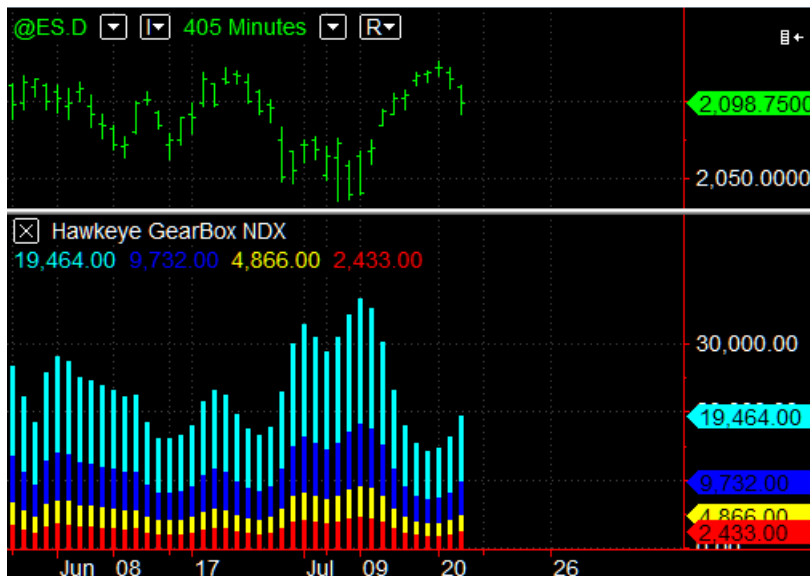 @ES.D I 405 Minutes R
2,098.7500
2,050.0000
Hawkeye GearBox NDX
19,464.00 9,732.00 4,866.00 2,433.00
30,000.00
19,464.00
9,732.00
4,866.00
2,433.00
0.00
Jun 08 17 Jul 09 20 26